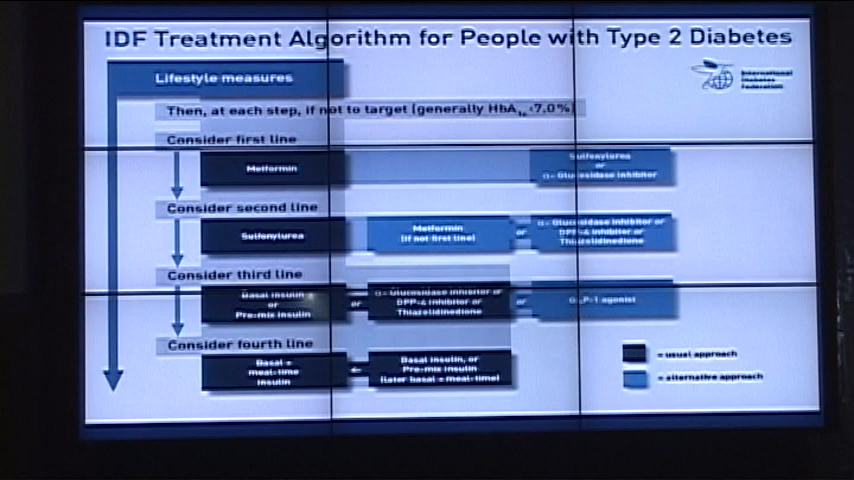 IDF Treatment Algorithm for People with Type 2 Diabetes
Lifestyle measures
International
Diabetes
Federation
Then, at each step, if not to target (generally HbA1c <7.0%)
Consider first line
Metformin
Sulfonylurea
or
α- Glucosidase inhibitor
Consider second line
Sulfonylurea
Metformin
(if not first line)
or
α- Glucosidase inhibitor or
DPP-4 inhibitor or
Thiazolidinedione
Consider third line
Basal insulin
or
Pre-mix insulin
or
α- Glucosidase inhibitor or
DPP-4 inhibitor or
Thiazolidinedione
or
GLP-1 agonist
Consider fourth line
Basal +
meal-time
insulin
Basal insulin, or
Pre-mix insulin
(later basal + meal-time)
= usual approach
= alternative approach